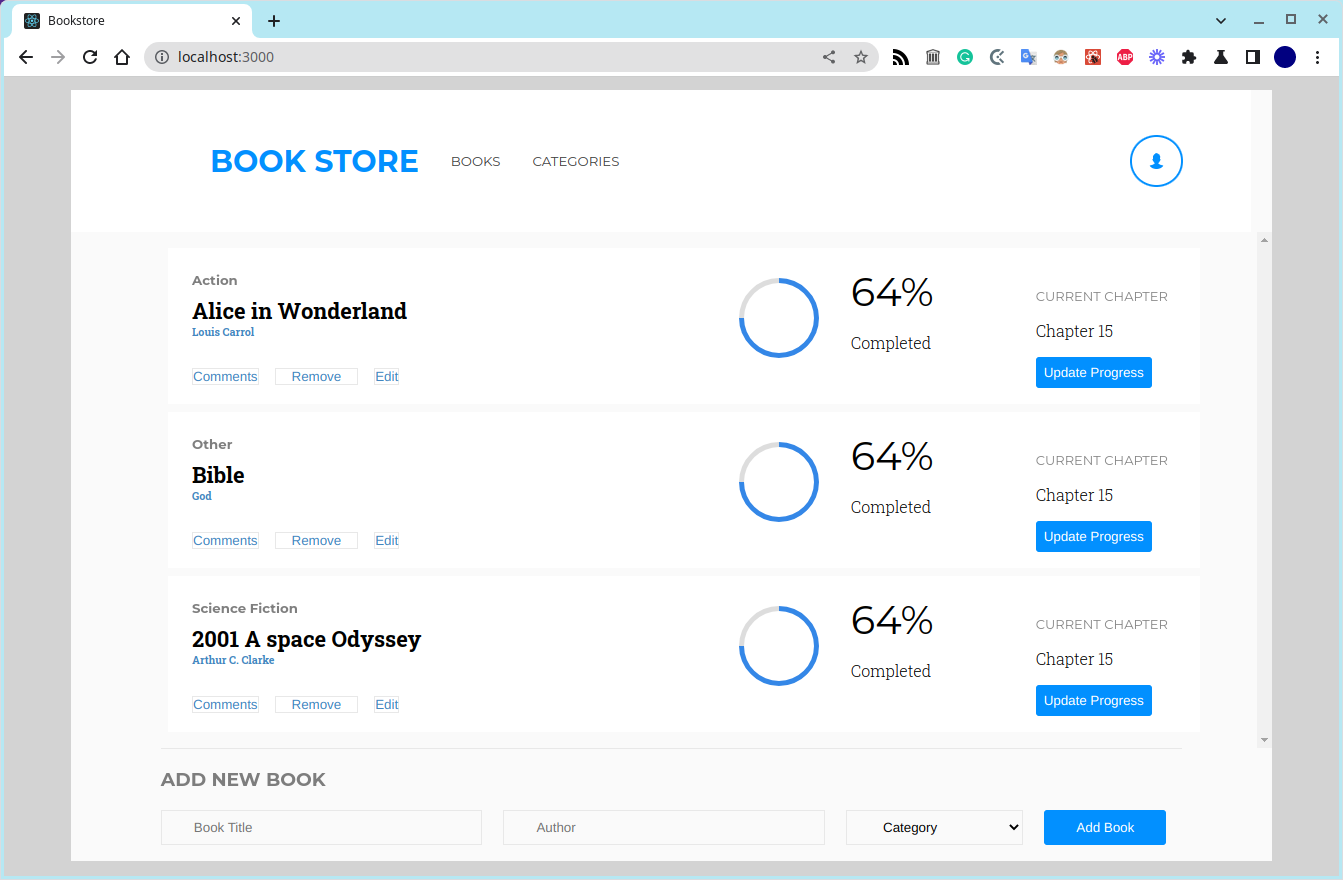 Bookstore
localhost:3000
ABP
BOOK STORE BOOKS CATEGORIES
Action
Alice in Wonderland
Louis Carrol
Comments Remove Edit
64%
Completed
CURRENT CHAPTER
Chapter 15
Update Progress
Other
Bible
God
Comments Remove Edit
64%
Completed
CURRENT CHAPTER
Chapter 15
Update Progress
Science Fiction
2001 A space Odyssey
Arthur C. Clarke
Comments Remove Edit
64%
Completed
CURRENT CHAPTER
Chapter 15
Update Progress
ADD NEW BOOK
Book Title Author Category Add Book